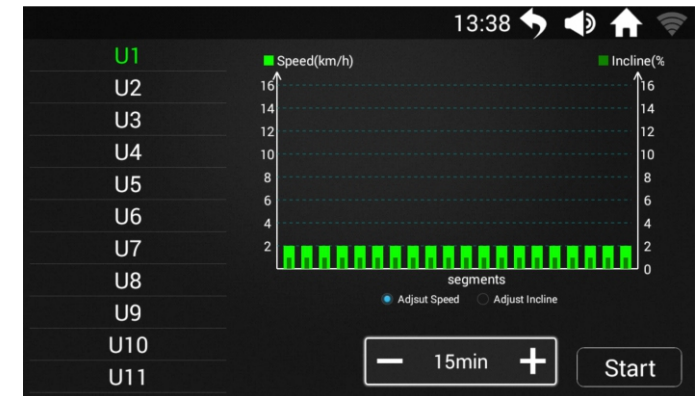 13:38
U1
U2
U3
U4
U5
U6
U7
U8
U9
U10
U11
Speed(km/h)
Incline(%
16
14
12
10
8
6
4
2
16
14
12
10
8
6
4
2
0
segments
Adjsut Speed
Adjust Incline
15min
Start